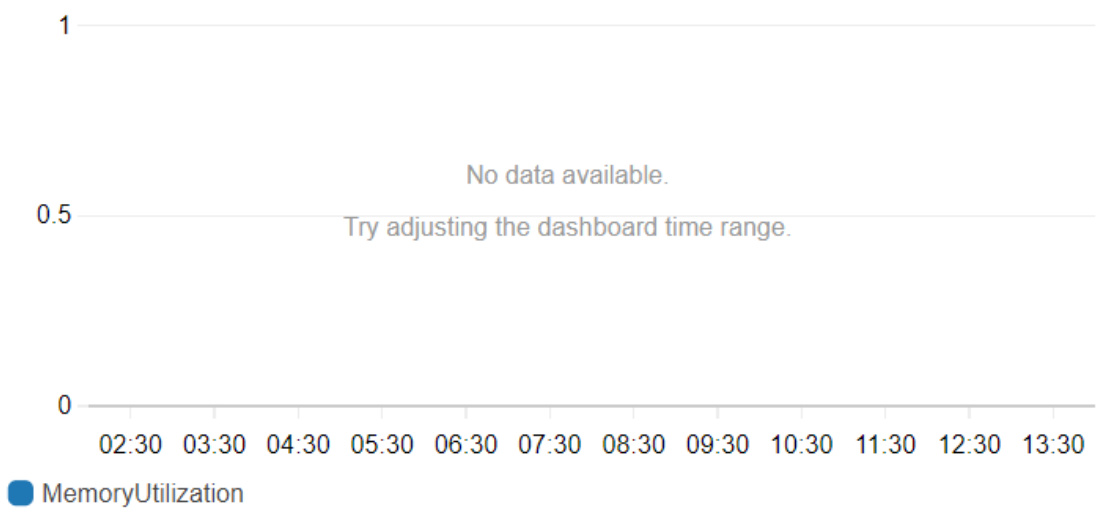 1
No data available.
0.5
Try adjusting the dashboard time range.
0
02:30 03:30 04:30 05:30 06:30 07:30 08:30 09:30 10:30 11:30 12:30 13:30
MemoryUtilization